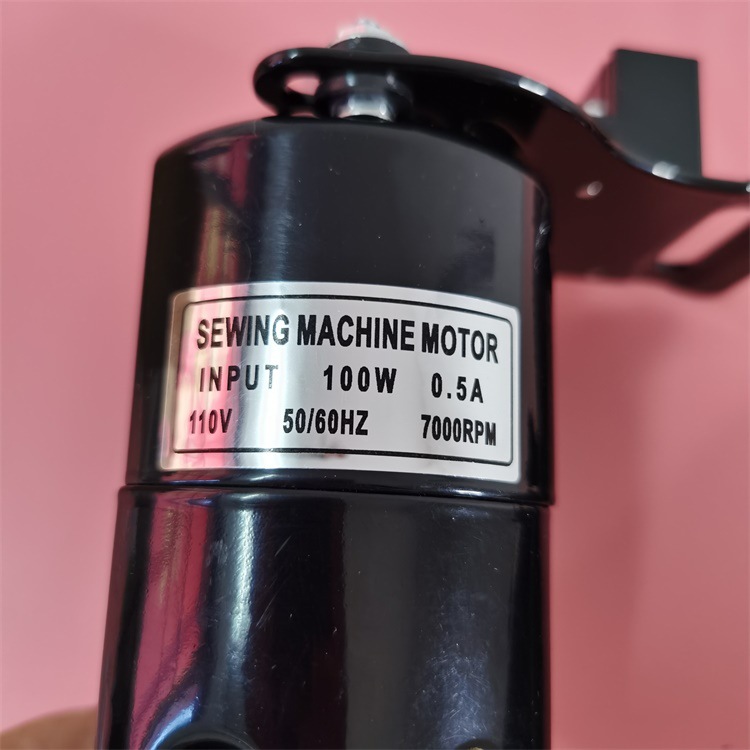 SEWING MACHINE MOTOR
INPUT 100W 0.5A
110V 50/60HZ 7000RPM